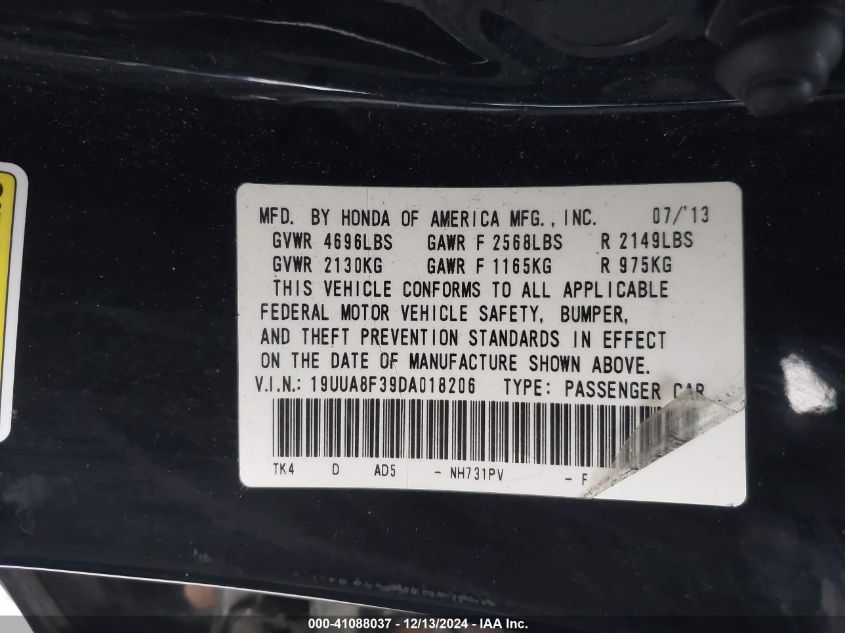 MFD. BY HONDA OF AMERICA MFG., INC. 07/'13
GVWR 4696LBS GAWR F 2568LBS R 2149LBS
GVWR 2130KG GAWR F 1165KG R 975KG
THIS VEHICLE CONFORMS TO ALL APPLICABLE
FEDERAL MOTOR VEHICLE SAFETY, BUMPER,
AND THEFT PREVENTION STANDARDS IN EFFECT
ON THE DATE OF MANUFACTURE SHOWN ABOVE.
V.I.N.: 19UUA8F39DA018206 TYPE: PASSENGER CAR
TK4 D AD5 - NH731PV - F
000-41088037 - 12/13/2024 - IAA Inc.